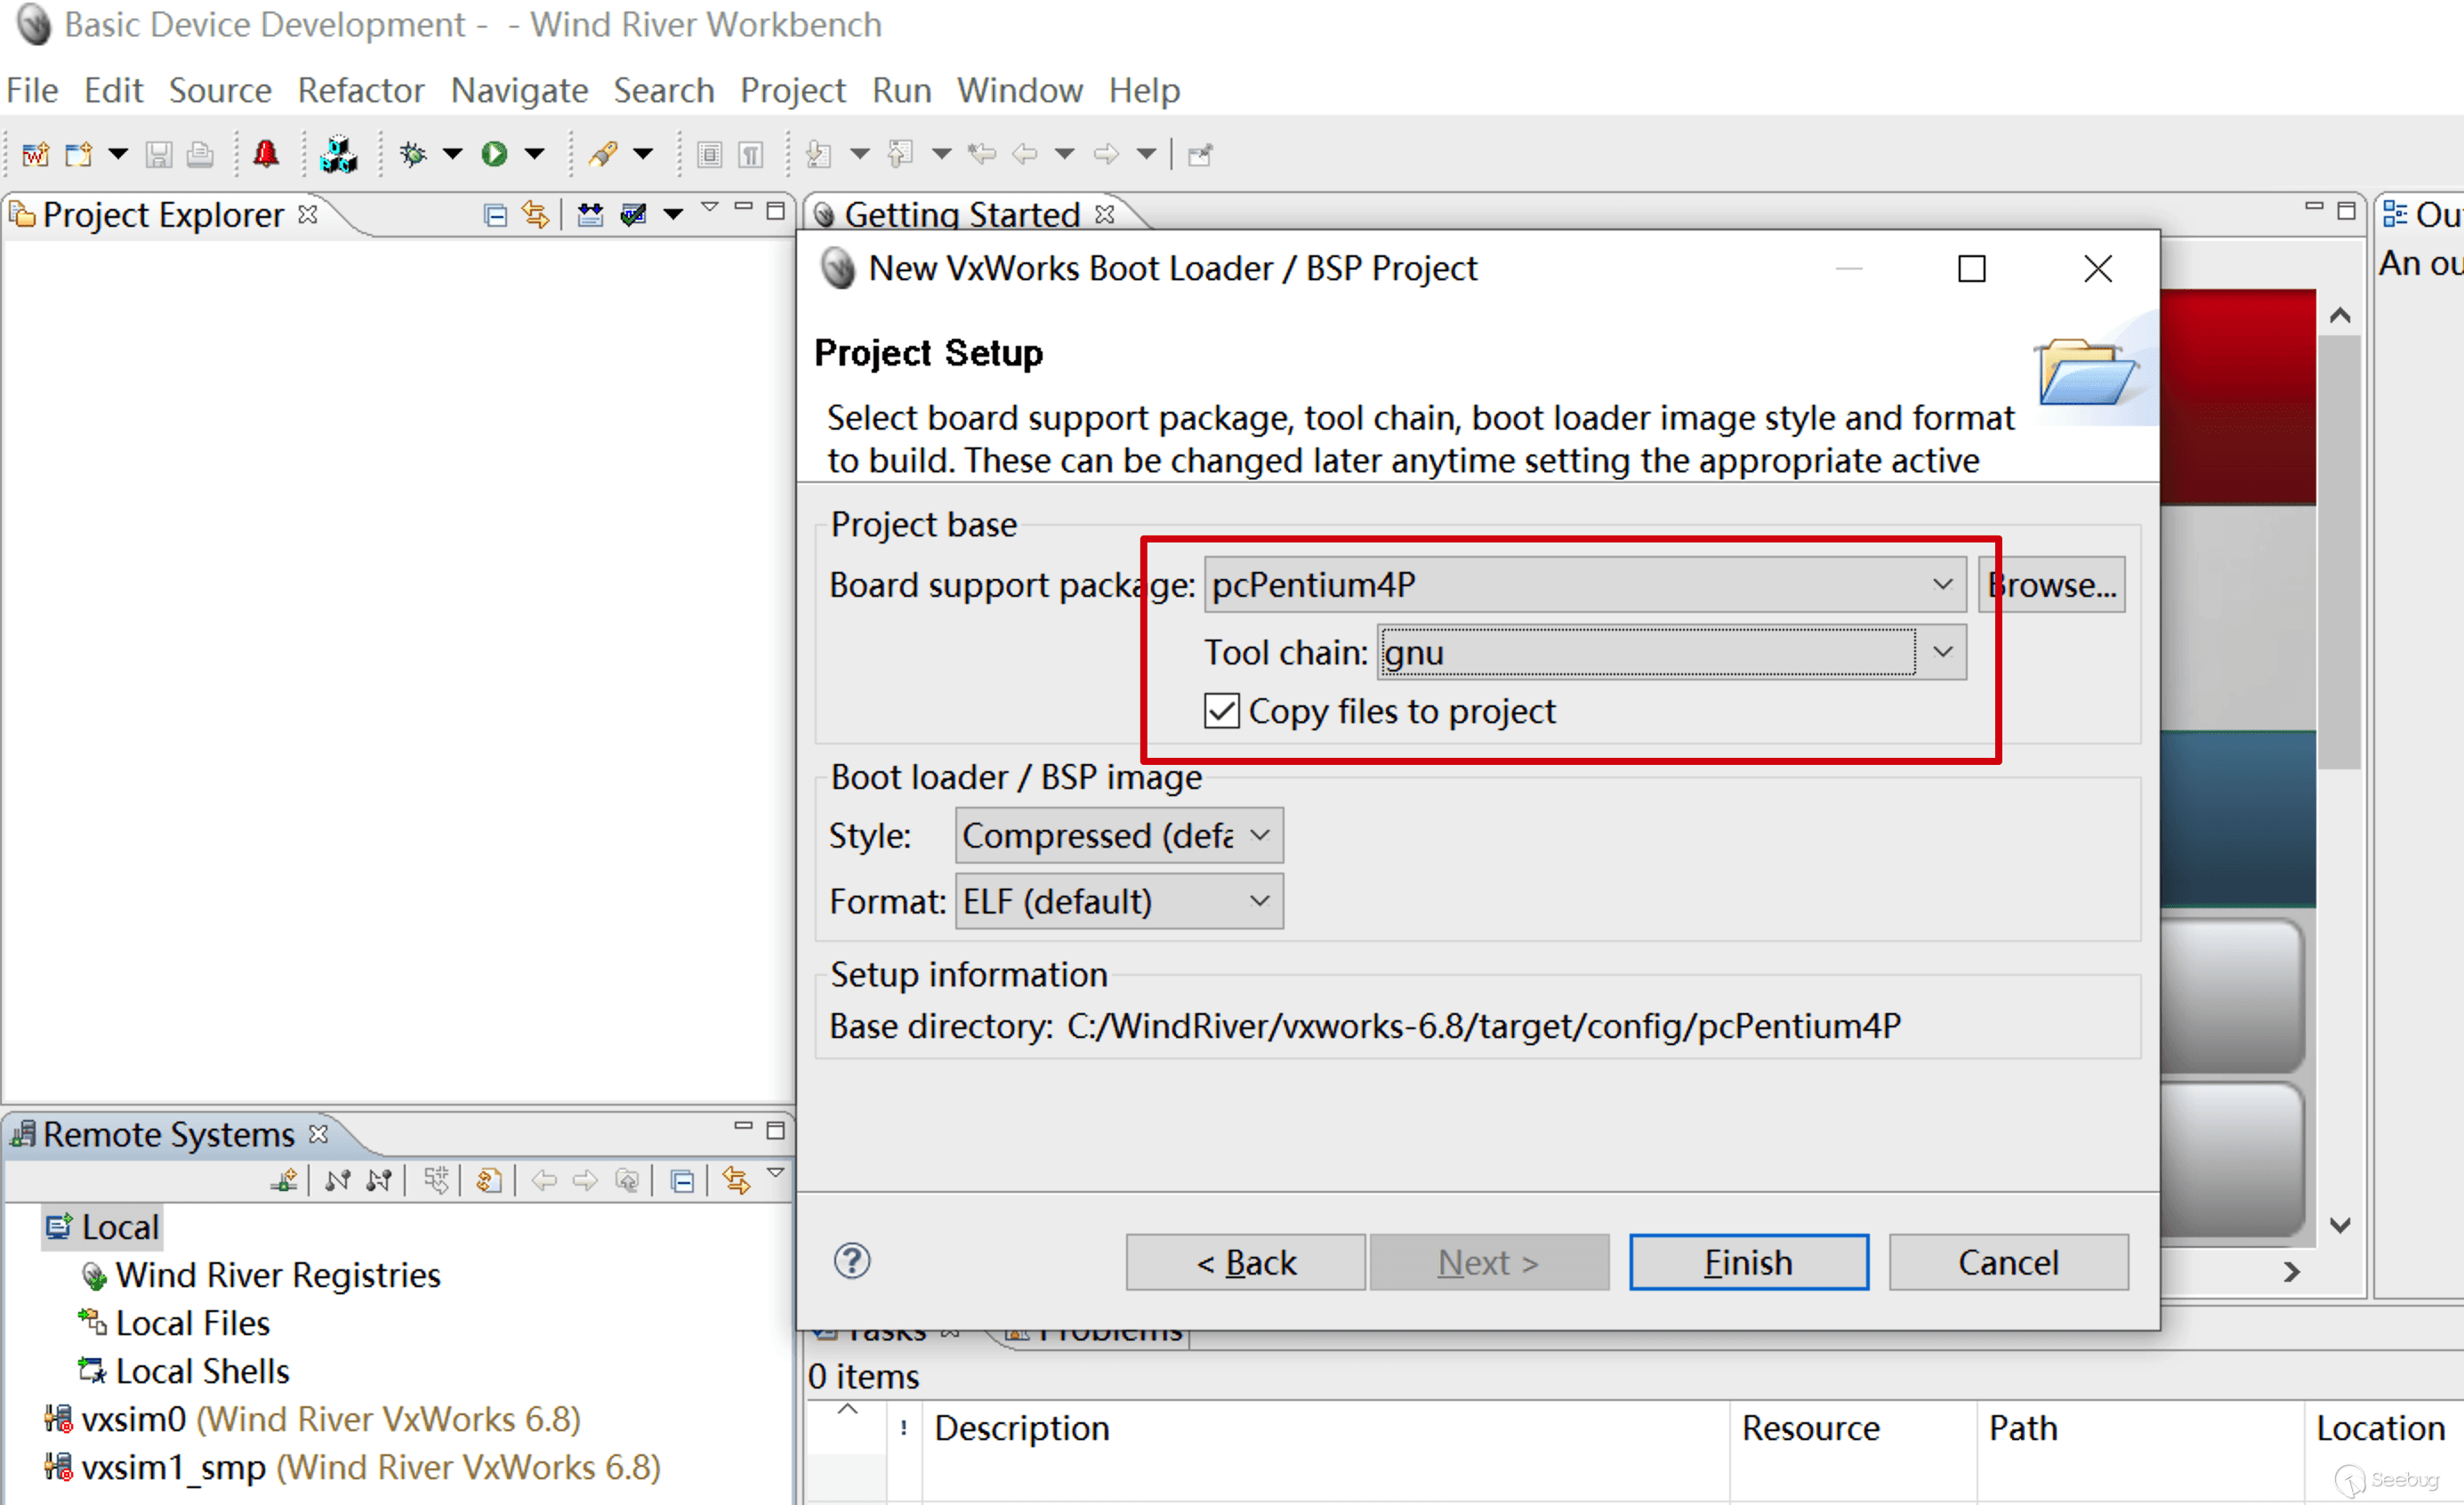 Basic Device Development -  - Wind River Workbench
File Edit Source Refactor Navigate Search Project Run Window Help
Project Explorer
Getting Started
An
New VxWorks Boot Loader / BSP Project
Project Setup
Select board support package, tool chain, boot loader image style and format
to build. These can be changed later anytime setting the appropriate active
Project base
Board support package: pcPentium4P Browse...
Tool chain: gnu
Copy files to project
Boot loader / BSP image
Style: Compressed (defa
Format: ELF (default)
Setup information
Base directory: C:/WindRiver/vxworks-6.8/target/config/pcPentium4P
< Back Next > Finish Cancel
Remote Systems
Local
Wind River Registries
Local Files
Local Shells
vxsim0 (Wind River VxWorks 6.8)
vxsim1_smp (Wind River VxWorks 6.8)
Tasks Problems
0 items
! Description Resource Path Location
Seebug